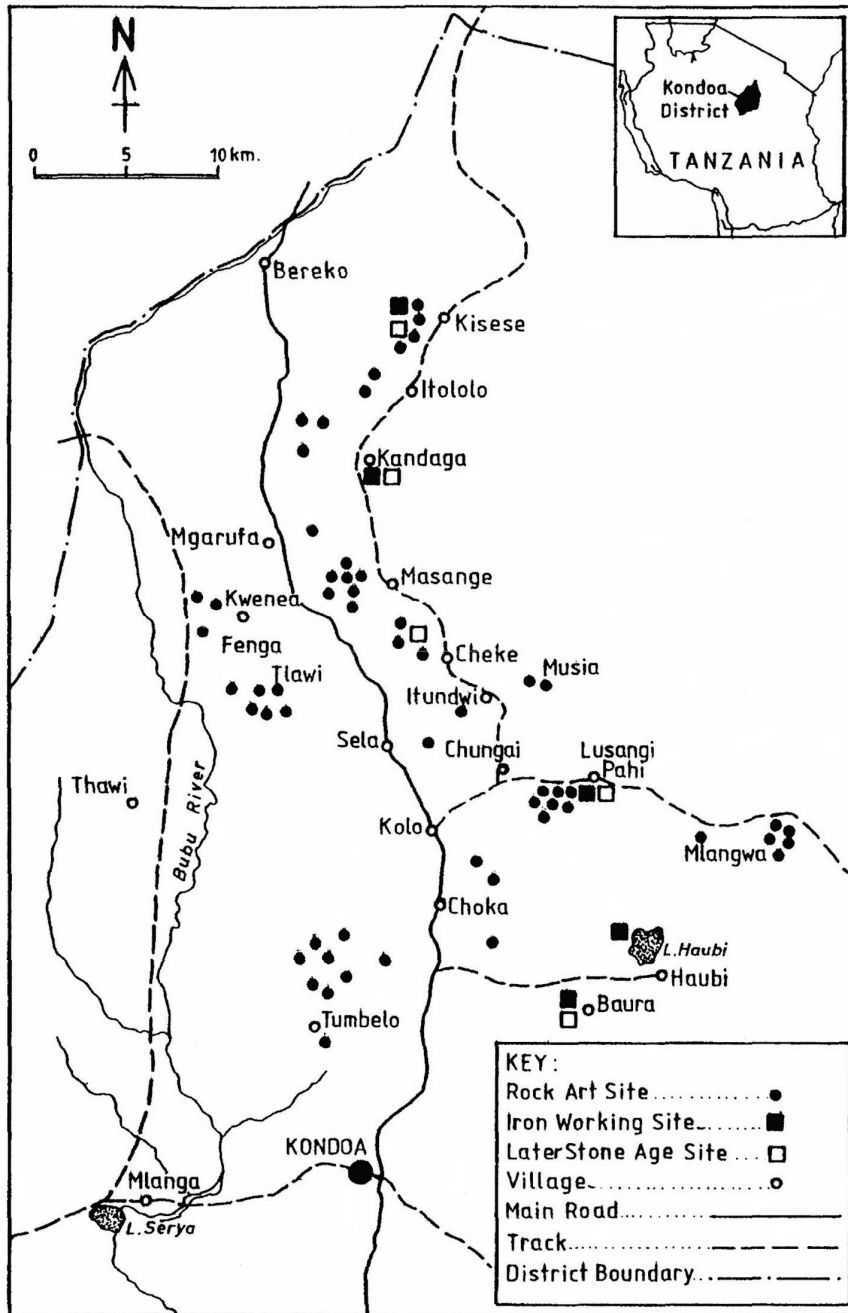 N
0 5 10 km.
Kondoa
District
TANZANIA
Bereko
Kisese
Itololo
Kandaga
Mgarufa
Masange
Kwenea
Fenga
Cheke
Musia
Tlawi
Itundwi
Sela
Chungai
Lusangi
Pahi
Thawi
Bubu River
Kolo
Mlangwa
Choka
L.Haubi
Haubi
Baura
Tumbelo
KONDOA
Mlanga
L.Serya
KEY:
Rock Art Site
Iron Working Site
Later Stone Age Site
Village
Main Road
Track
District Boundary